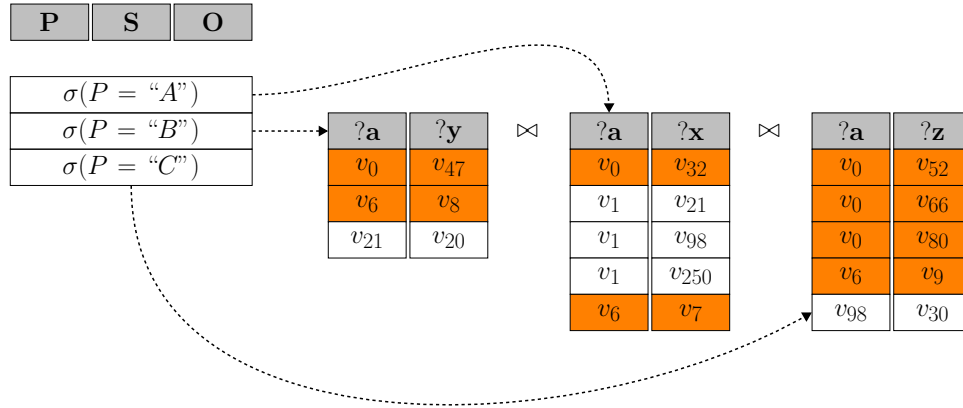 P S O
σ(P = “A”)
σ(P = “B”)
σ(P = “C”)
?a ?y ⋈ ?a ?x ⋈ ?a ?z
v0 v47 v0 v32 v0 v52
v6 v8 v1 v21 v0 v66
v21 v20 v1 v98 v0 v80
v1 v250 v6 v9
v6 v7 v98 v30